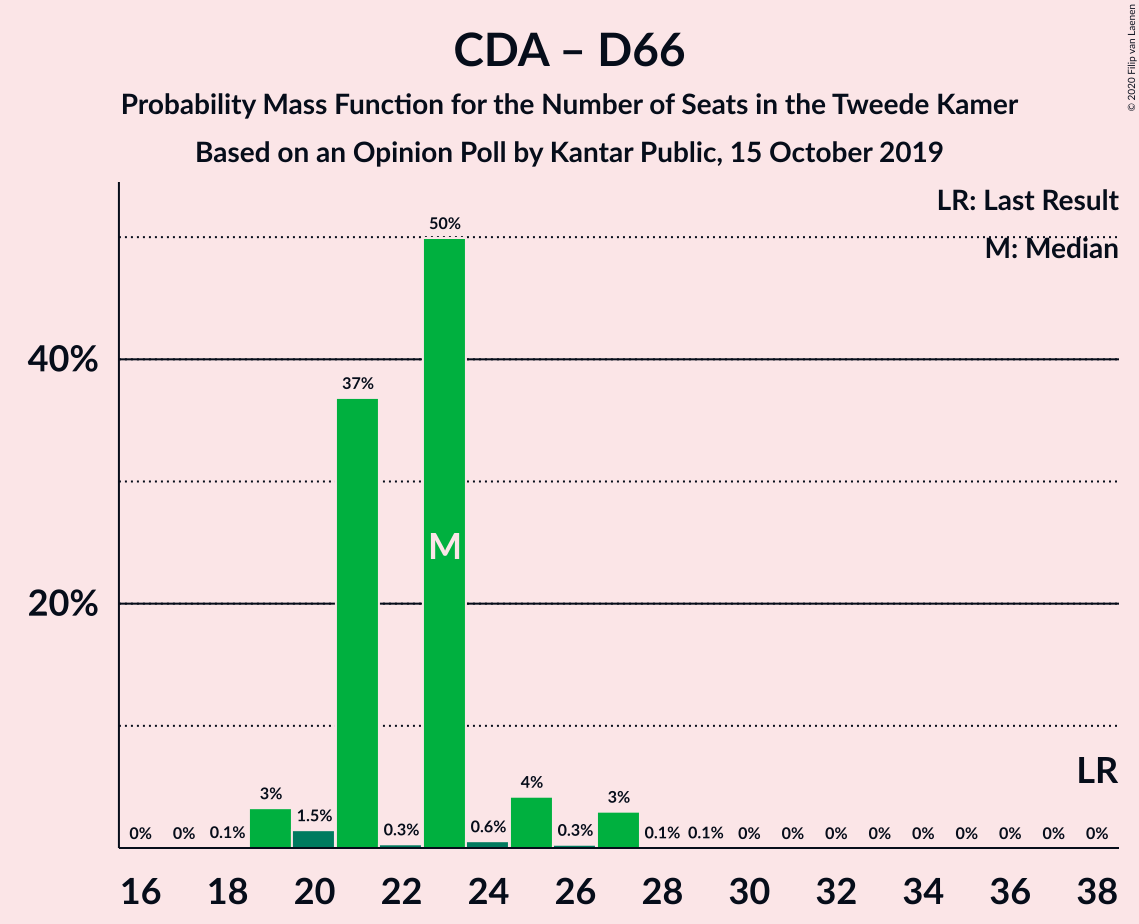 CDA – D66
Probability Mass Function for the Number of Seats in the Tweede Kamer
Based on an Opinion Poll by Kantar Public, 15 October 2019
© 2020 Filip van Laenen
LR: Last Result
M: Median
50%
40%
37%
M
20%
LR
0% 0% 0.1% 3% 1.5% 0.3% 0.6% 4% 0.3% 3% 0.1% 0.1% 0% 0% 0% 0% 0% 0% 0% 0% 0%
16 18 20 22 24 26 28 30 32 34 36 38